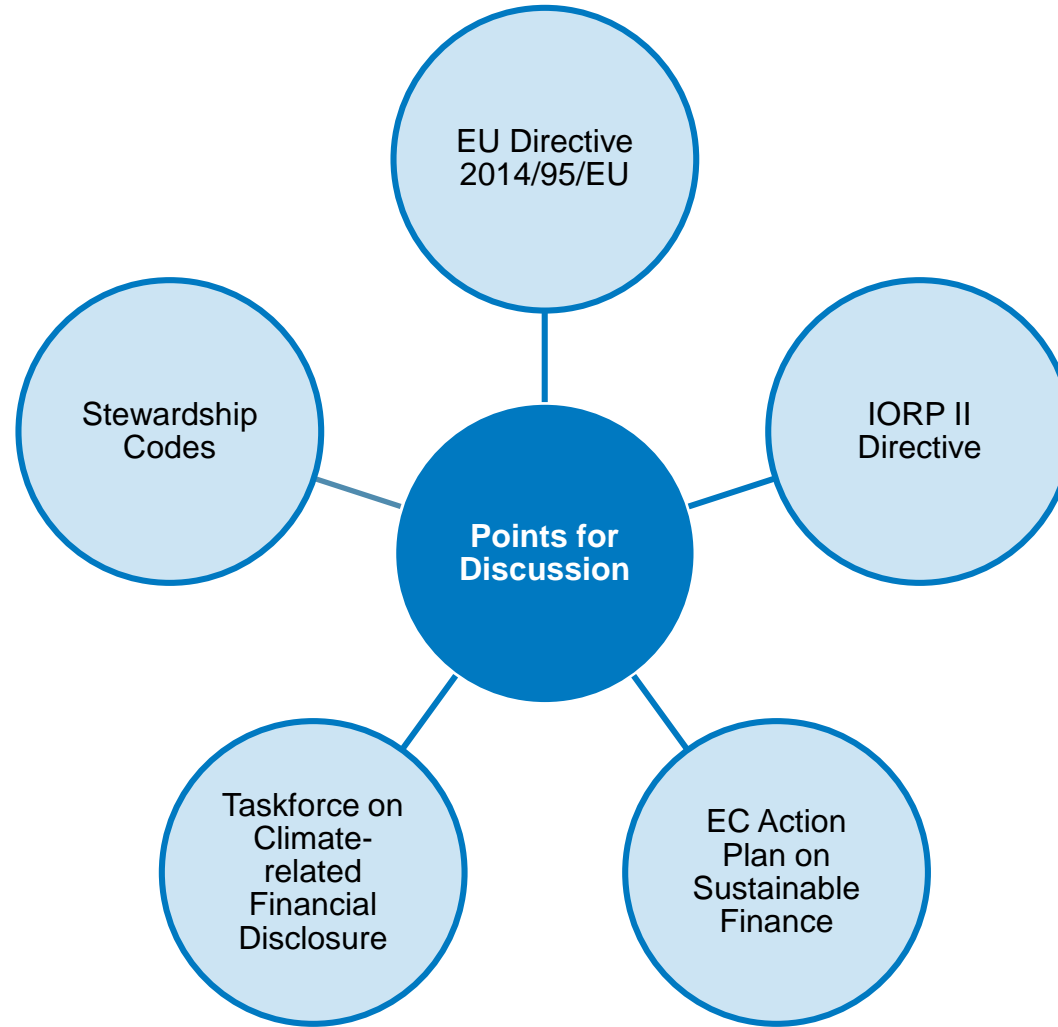 EU Directive
2014/95/EU
Stewardship
Codes
IORP II
Directive
Points for
Discussion
Taskforce on
Climate-
related
Financial
Disclosure
EC Action
Plan on
Sustainable
Finance